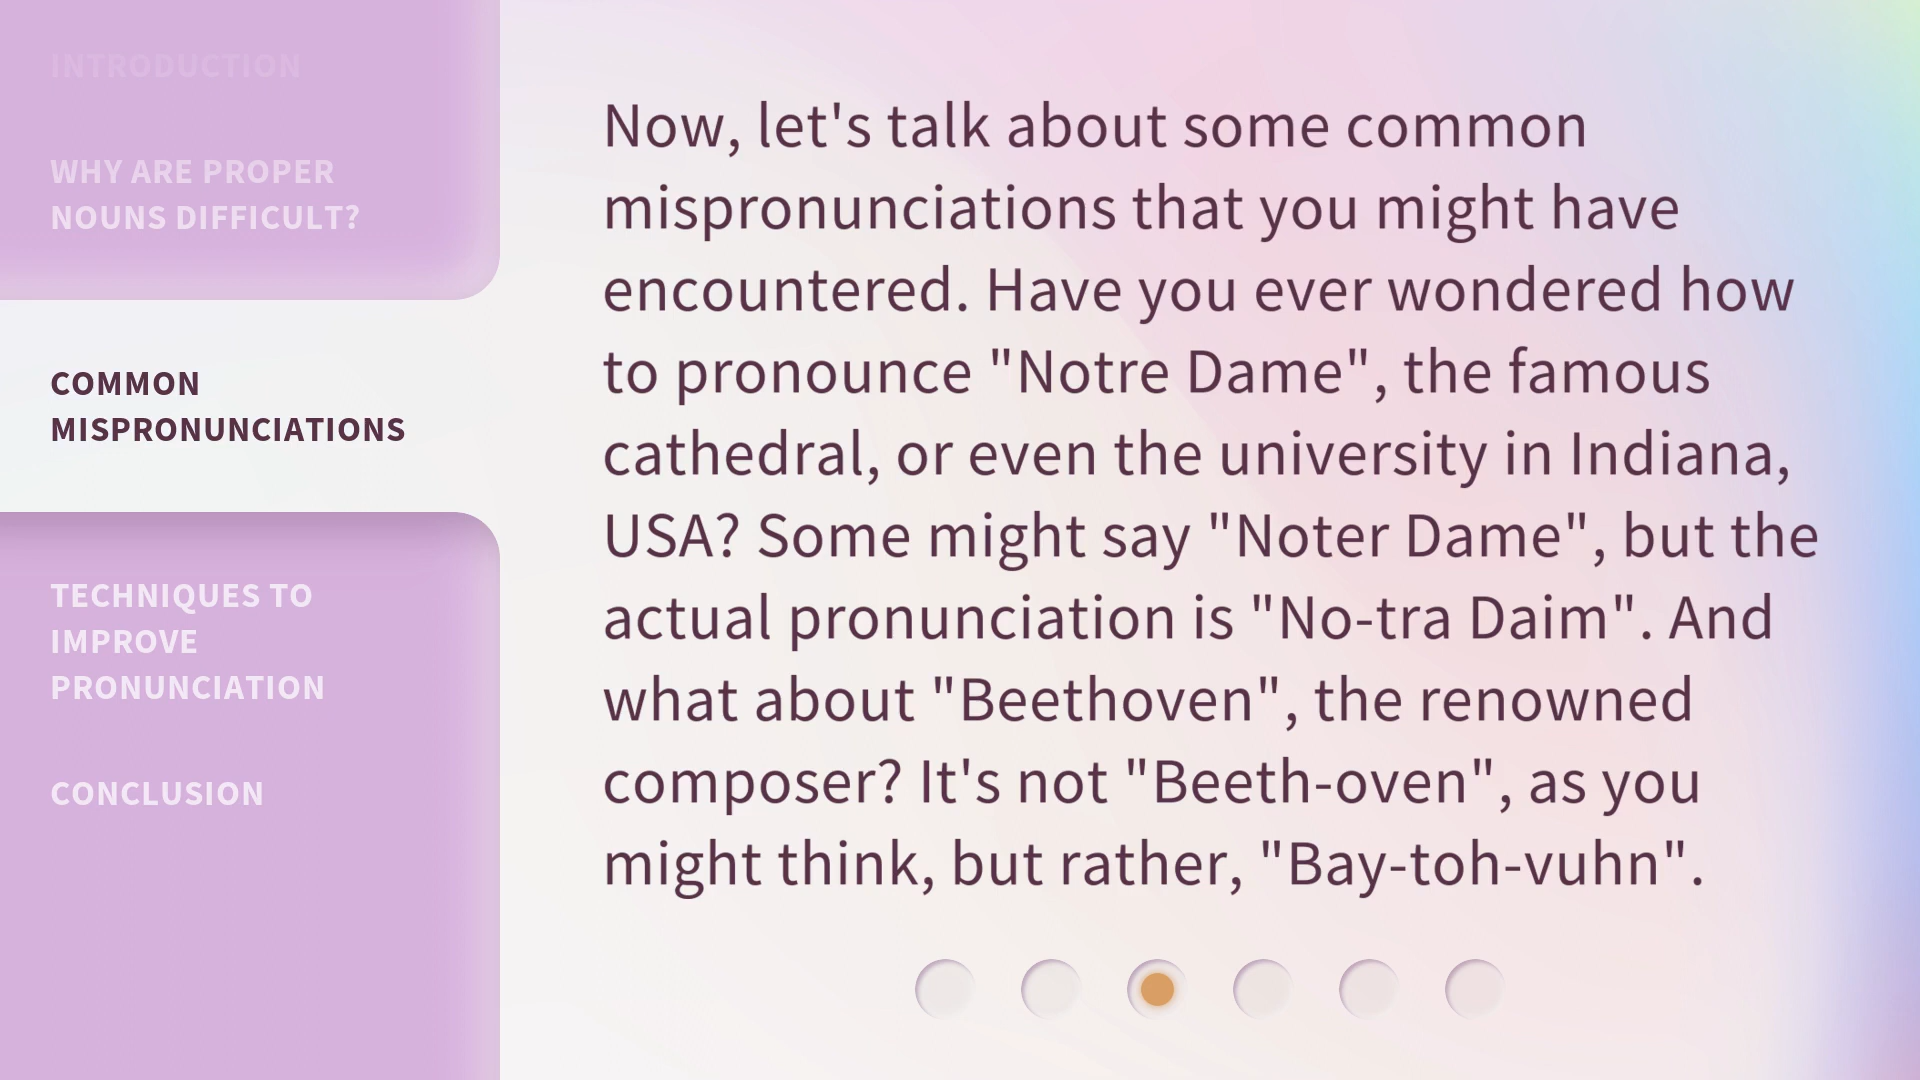 INTRODUCTION
WHY ARE PROPER
NOUNS DIFFICULT?
COMMON
MISPRONUNCIATIONS
TECHNIQUES TO
IMPROVE
PRONUNCIATION
CONCLUSION
Now, let's talk about some common
mispronunciations that you might have
encountered. Have you ever wondered how
to pronounce "Notre Dame", the famous
cathedral, or even the university in Indiana,
USA? Some might say "Noter Dame", but the
actual pronunciation is "No-tra Daim". And
what about "Beethoven", the renowned
composer? It's not "Beeth-oven", as you
might think, but rather, "Bay-toh-vuhn".